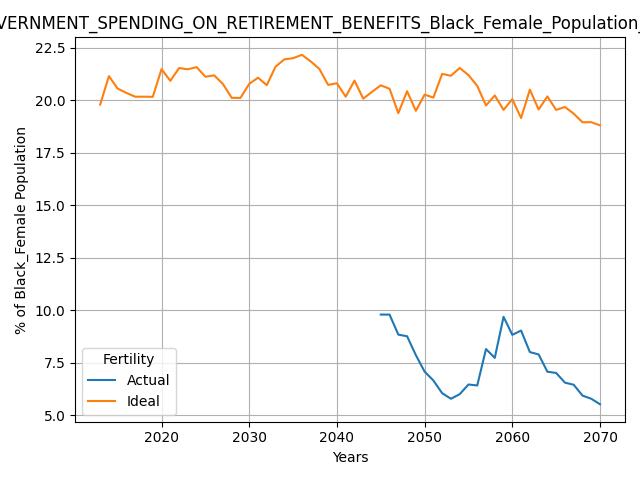 VERNMENT_SPENDING_ON_RETIREMENT_BENEFITS_Black_Female_Population_
22.5
20.0
17.5
15.0
12.5
10.0
7.5
5.0
% of Black_Female Population
Fertility
Actual
Ideal
2020 2030 2040 2050 2060 2070
Years